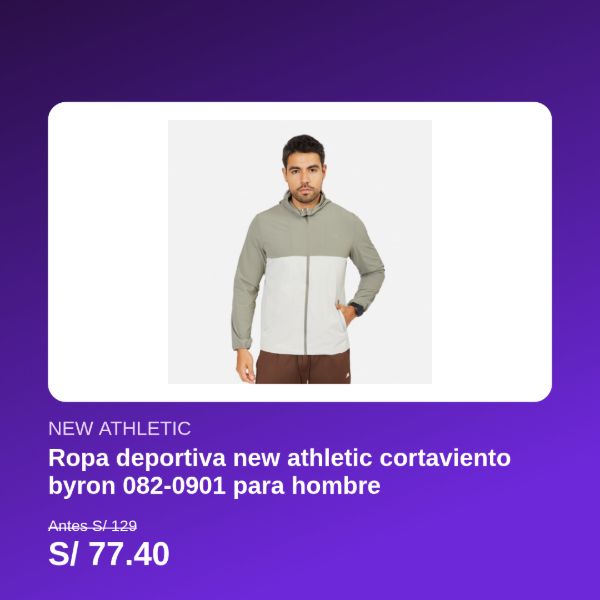 NEW ATHLETIC
Ropa deportiva new athletic cortaviento
byron 082-0901 para hombre
Antes S/ 129
S/ 77.40